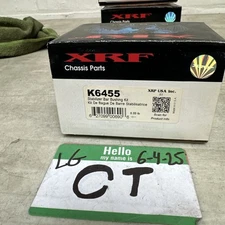 XRF
Chassis Parts
K6455
Stabilizer Bar Bushing Kit
XRF USA Inc.
Hello
my name is
LG
6-4-25
CT